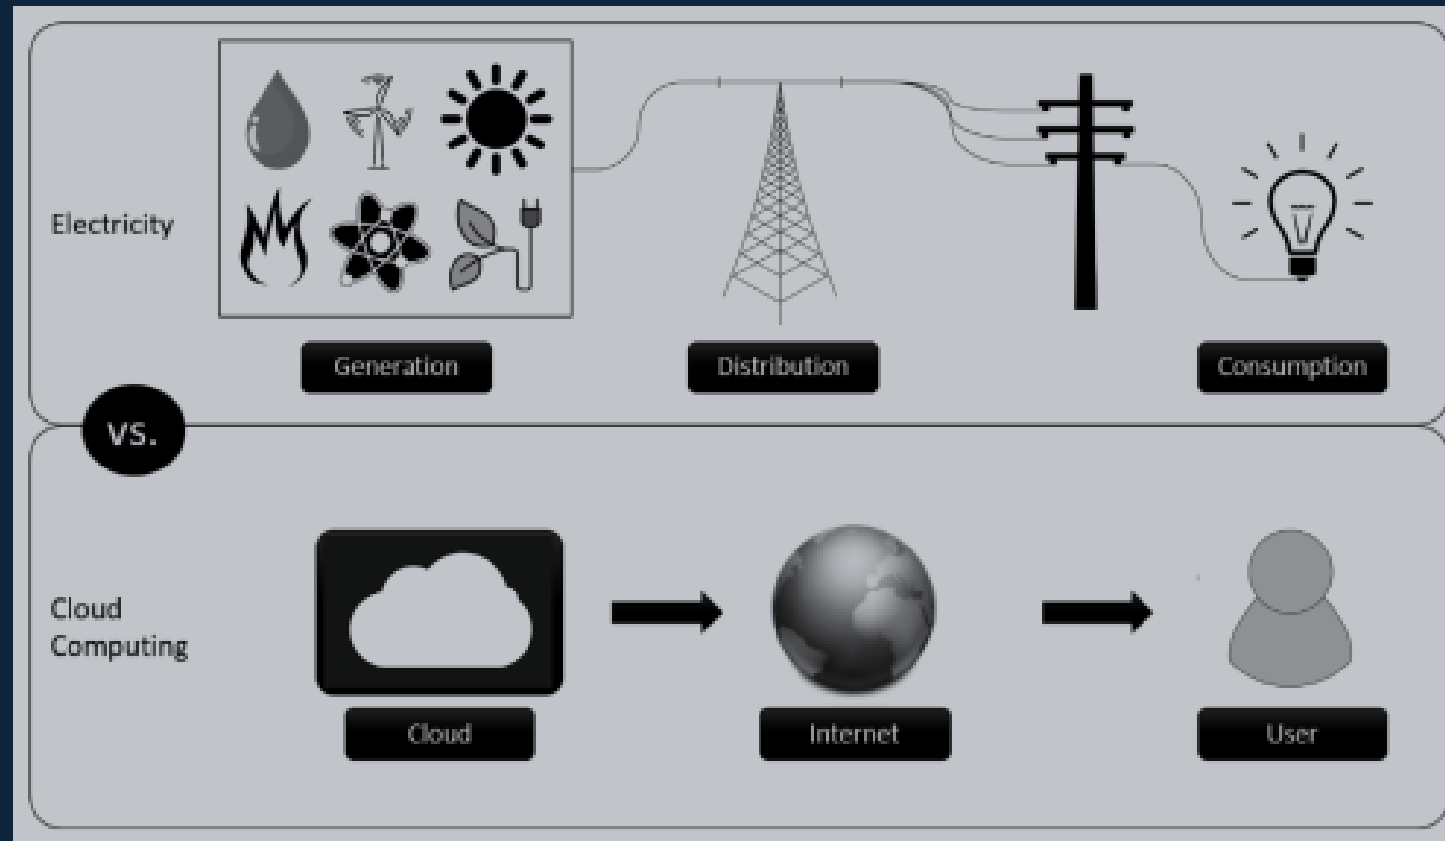 Electricity
Generation
Distribution
Consumption
vs.
Cloud
Computing
Cloud
Internet
User